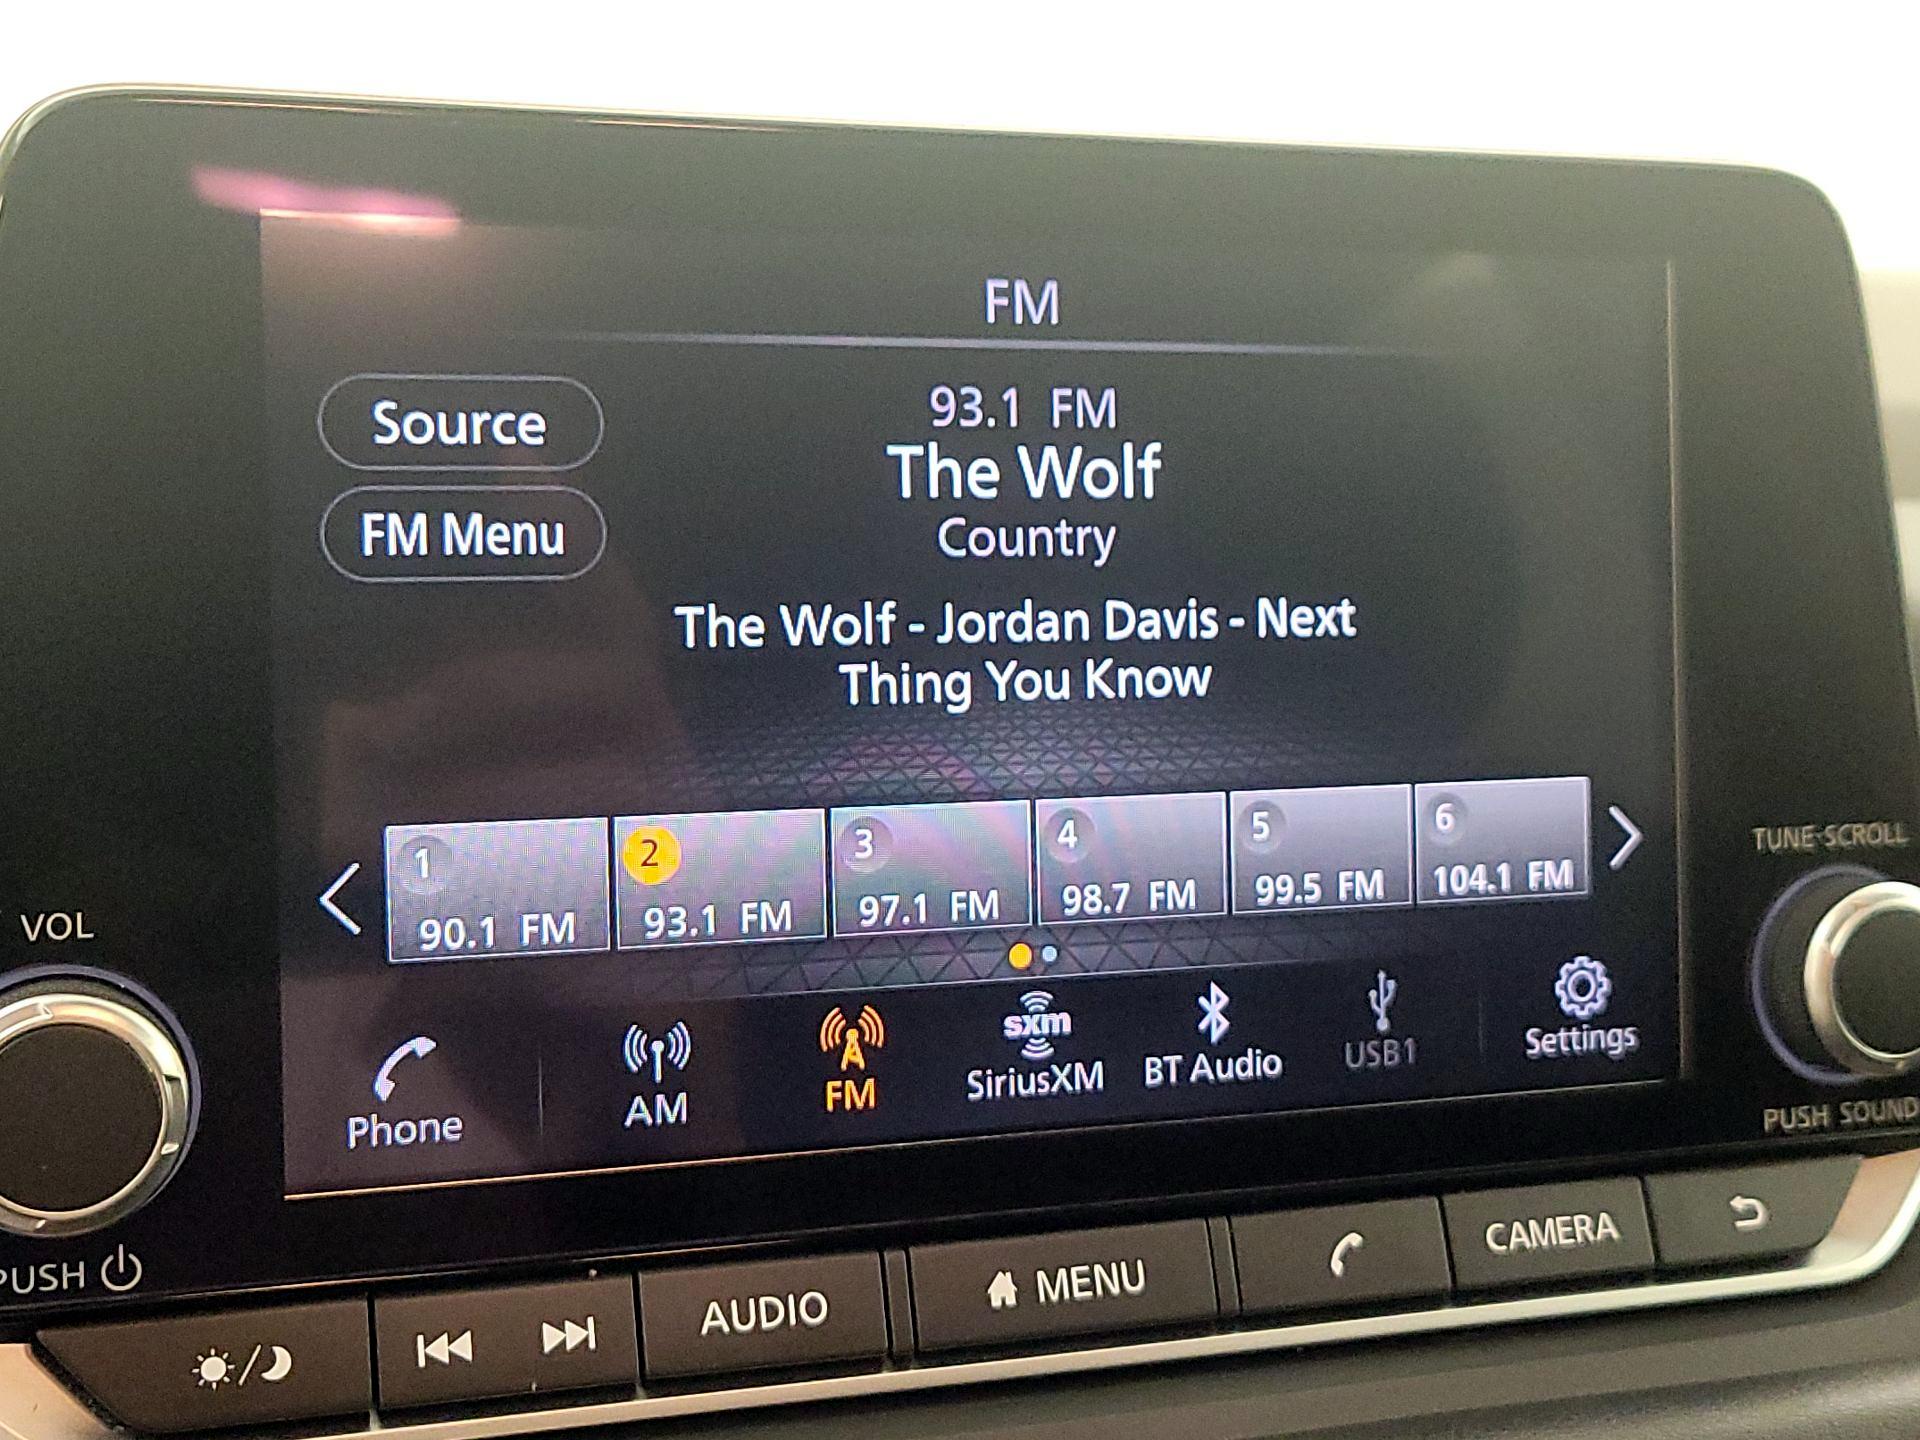 FM
Source
93.1 FM
The Wolf
FM Menu
Country
The Wolf - Jordan Davis - Next
Thing You Know
1
90.1 FM
2
93.1 FM
3
97.1 FM
4
98.7 FM
5
99.5 FM
6
104.1 FM
VOL
TUNE·SCROLL
Phone
AM
FM
sxm
SiriusXM
BT Audio
USB1
Settings
PUSH
PUSH SOUND
AUDIO
MENU
CAMERA